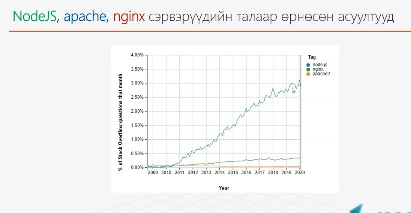 NodeJS, apache, nginx сэрвэрүүдийн талаар өрнөсөн асуултууд
4.00%
3.50%
3.00%
2.50%
2.00%
1.50%
1.00%
0.50%
0.00%
% of Stack Overflow questions that month
2009 2010 2011 2012 2013 2014 2015 2016 2017 2018 2019 2020
Year
Tag
node.js
nginx
apache2